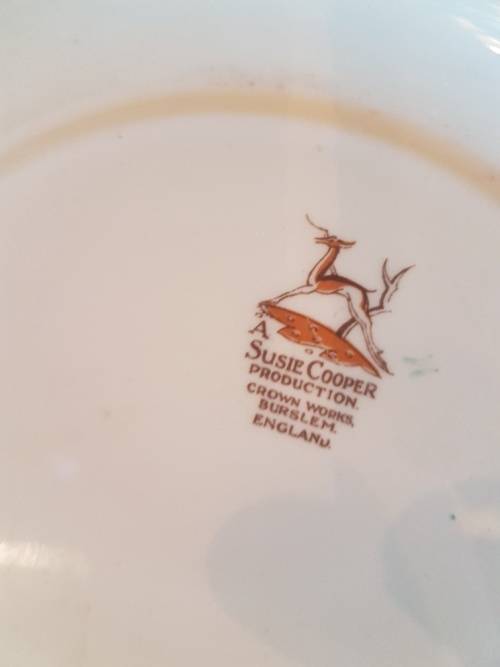 A
SUSIE COOPER
PRODUCTION.
CROWN WORKS,
BURSLEM.
ENGLAND.